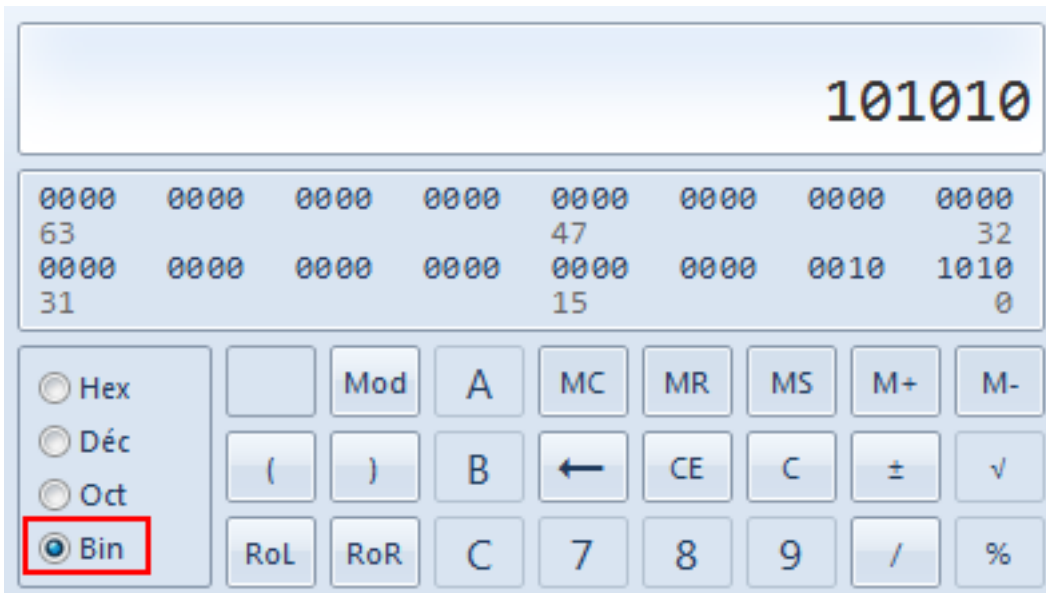 101010
0000 0000 0000 0000 0000 0000 0000 0000
63 47 32
0000 0000 0000 0000 0000 0000 0010 1010
31 15 0
Hex Mod A MC MR MS M+ M-
Déc
( ) B ← CE C ± √
Oct
Bin RoL RoR C 7 8 9 / %